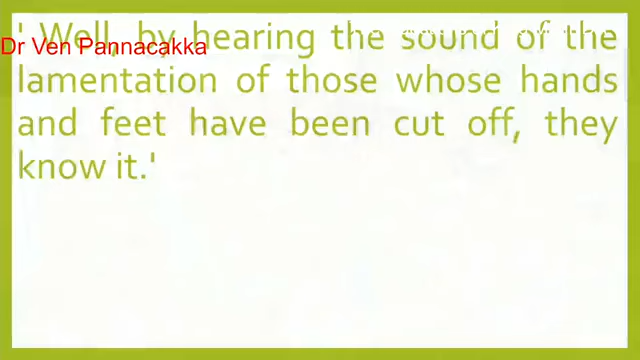 ' Well, by hearing the sound of the
Dr Ven Pannacakka
lamentation of those whose hands
and feet have been cut off, they
know it.'